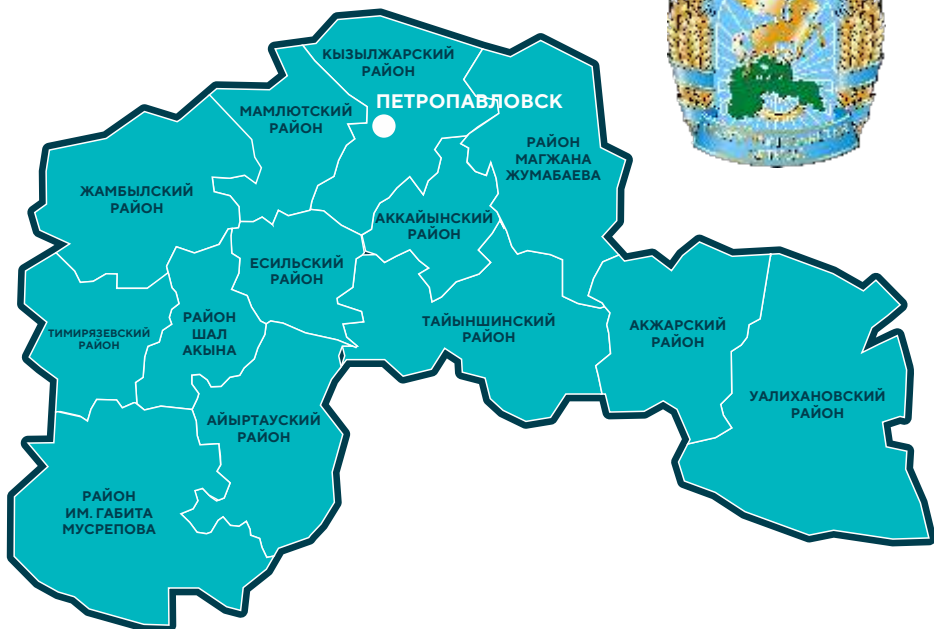 КЫЗЫЛЖАРСКИЙ
РАЙОН
ПЕТРОПАВЛОВСК
МАМЛЮТСКИЙ
РАЙОН
РАЙОН
МАГЖАНА
ЖУМАБАЕВА
ЖАМБЫЛСКИЙ
РАЙОН
АККАЙЫНСКИЙ
РАЙОН
ЕСИЛЬСКИЙ
РАЙОН
ТИМИРЯЗЕВСКИЙ
РАЙОН
РАЙОН
ШАЛ
АКЫНА
ТАЙЫНШИНСКИЙ
РАЙОН
АКЖАРСКИЙ
РАЙОН
УАЛИХАНОВСКИЙ
РАЙОН
АЙЫРТАУСКИЙ
РАЙОН
РАЙОН
ИМ. ГАБИТА
МУСРЕПОВА